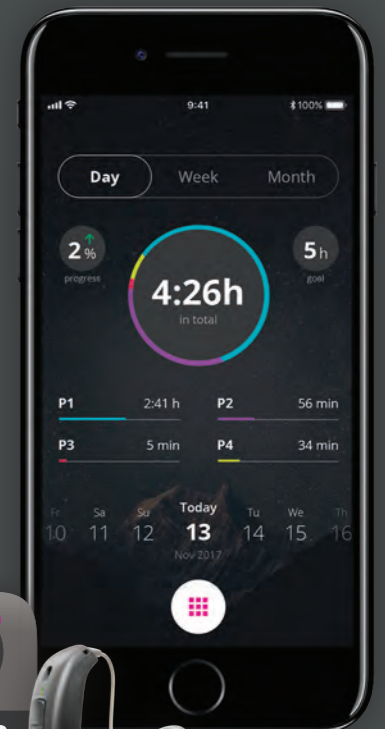 9:41
100%
Day Week Month
2 %
progress
4:26h
in total
5 h
goal
P1 2:41 h P2 56 min
P3 5 min P4 34 min
Fr Sa Su Today Tu We Th
10 11 12 13 14 15 16
Nov 2017